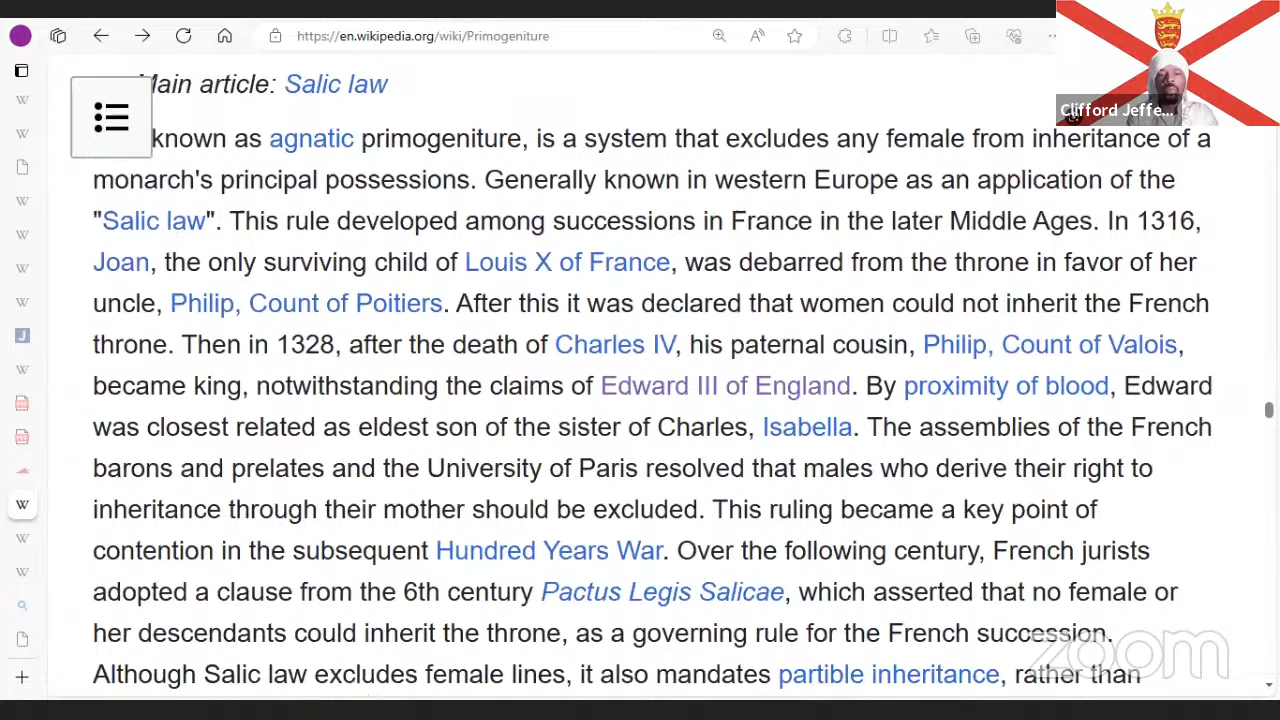 https://en.wikipedia.org/wiki/Primogeniture
Clifford Jeffe...
Main article: Salic law
known as agnatic primogeniture, is a system that excludes any female from inheritance of a
monarch's principal possessions. Generally known in western Europe as an application of the
"Salic law". This rule developed among successions in France in the later Middle Ages. In 1316,
Joan, the only surviving child of Louis X of France, was debarred from the throne in favor of her
uncle, Philip, Count of Poitiers. After this it was declared that women could not inherit the French
throne. Then in 1328, after the death of Charles IV, his paternal cousin, Philip, Count of Valois,
became king, notwithstanding the claims of Edward III of England. By proximity of blood, Edward
was closest related as eldest son of the sister of Charles, Isabella. The assemblies of the French
barons and prelates and the University of Paris resolved that males who derive their right to
inheritance through their mother should be excluded. This ruling became a key point of
contention in the subsequent Hundred Years War. Over the following century, French jurists
adopted a clause from the 6th century Pactus Legis Salicae, which asserted that no female or
her descendants could inherit the throne, as a governing rule for the French succession.
Although Salic law excludes female lines, it also mandates partible inheritance, rather than
zoom